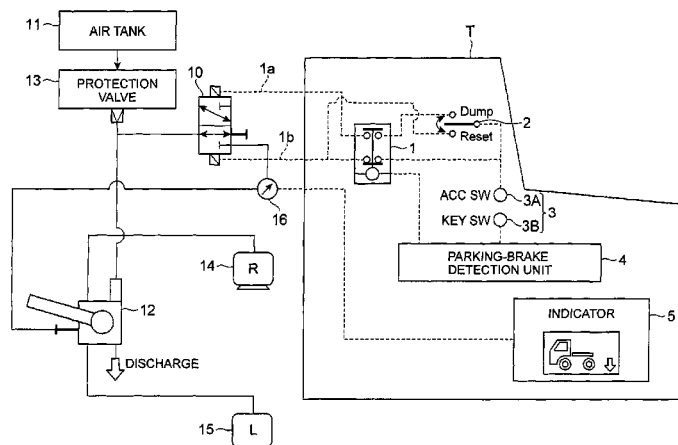 11
AIR TANK
13
PROTECTION
VALVE
10
1a
1b
T
Dump
2
Reset
1
ACC SW
3A
3
KEY SW
3B
PARKING-BRAKE
DETECTION UNIT
4
16
14
R
12
DISCHARGE
INDICATOR
5
15
L